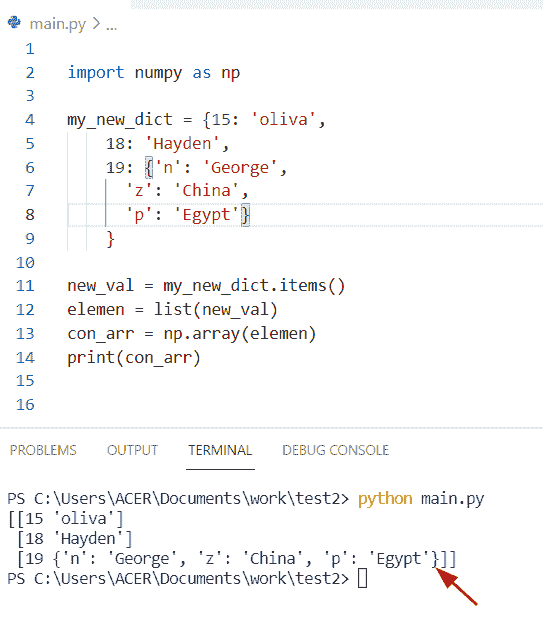 main.py > ...
1
2 import numpy as np
3
4 my_new_dict = {15: 'oliva',
5 18: 'Hayden',
6 19: {'n': 'George',
7 'z': 'China',
8 'p': 'Egypt'}
9 }
10
11 new_val = my_new_dict.items()
12 elemen = list(new_val)
13 con_arr = np.array(elemen)
14 print(con_arr)
15
16
PROBLEMS OUTPUT TERMINAL DEBUG CONSOLE
PS C:\Users\ACER\Documents\work\test2> python main.py
[[15 'oliva']
[18 'Hayden']
[19 {'n': 'George', 'z': 'China', 'p': 'Egypt'}]]
PS C:\Users\ACER\Documents\work\test2>